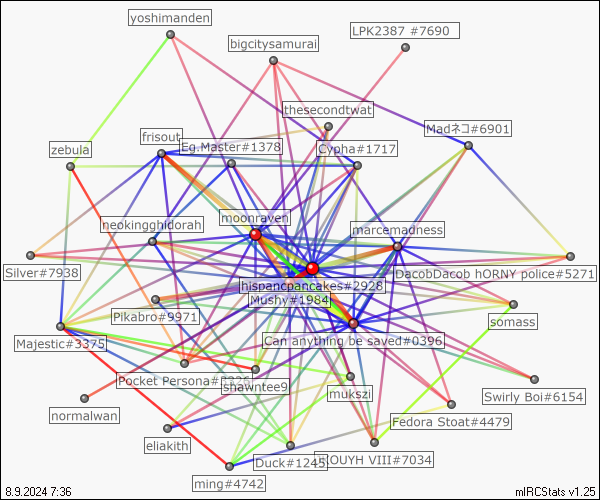 yoshimanden
LPK2387 #7690
bigcitysamurai
thesecondtwat
Madネコ#6901
frisout
Eg.Master#1378
Cypha#1717
zebula
moonraven
neokingghidorah
marcemadness
Silver#7938
DacobDacob hORNY police#5271
hispancpancakes#2928
Mushy#1984
Pikabro#9971
somass
Majestic#3375
Can anything be saved#0396
Pocket Persona#
shawntee9
mukszi
Swirly Boi#6154
normalwan
Fedora Stoat#4479
eliakith
Duck#1245
OUYH VIII#7034
ming#4742
8.9.2024 7:36
mIRCStats v1.25